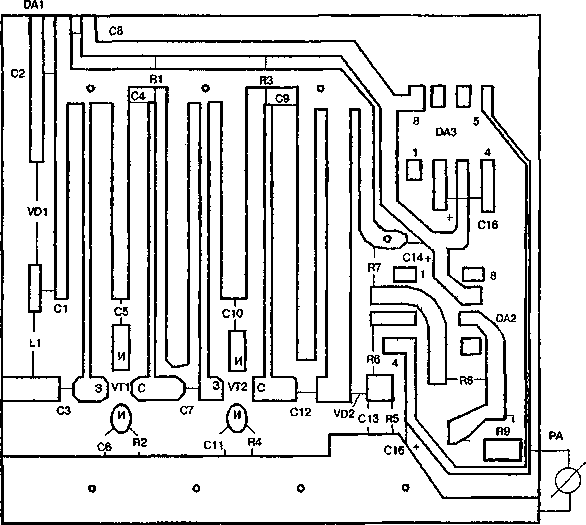 DA1
C8
C2
R1
R3
C4
C9
8
5
DA3
1
4
VD1
+
C16
C14
+
R7
1
8
C1
C5
C10
DA2
L1
И
И
R6
4
R8
З
VT1
C
З
VT2
C
C3
C7
C12
VD2
И
И
C13
R5
R9
PA
C6
R2
C11
R4
C16
+